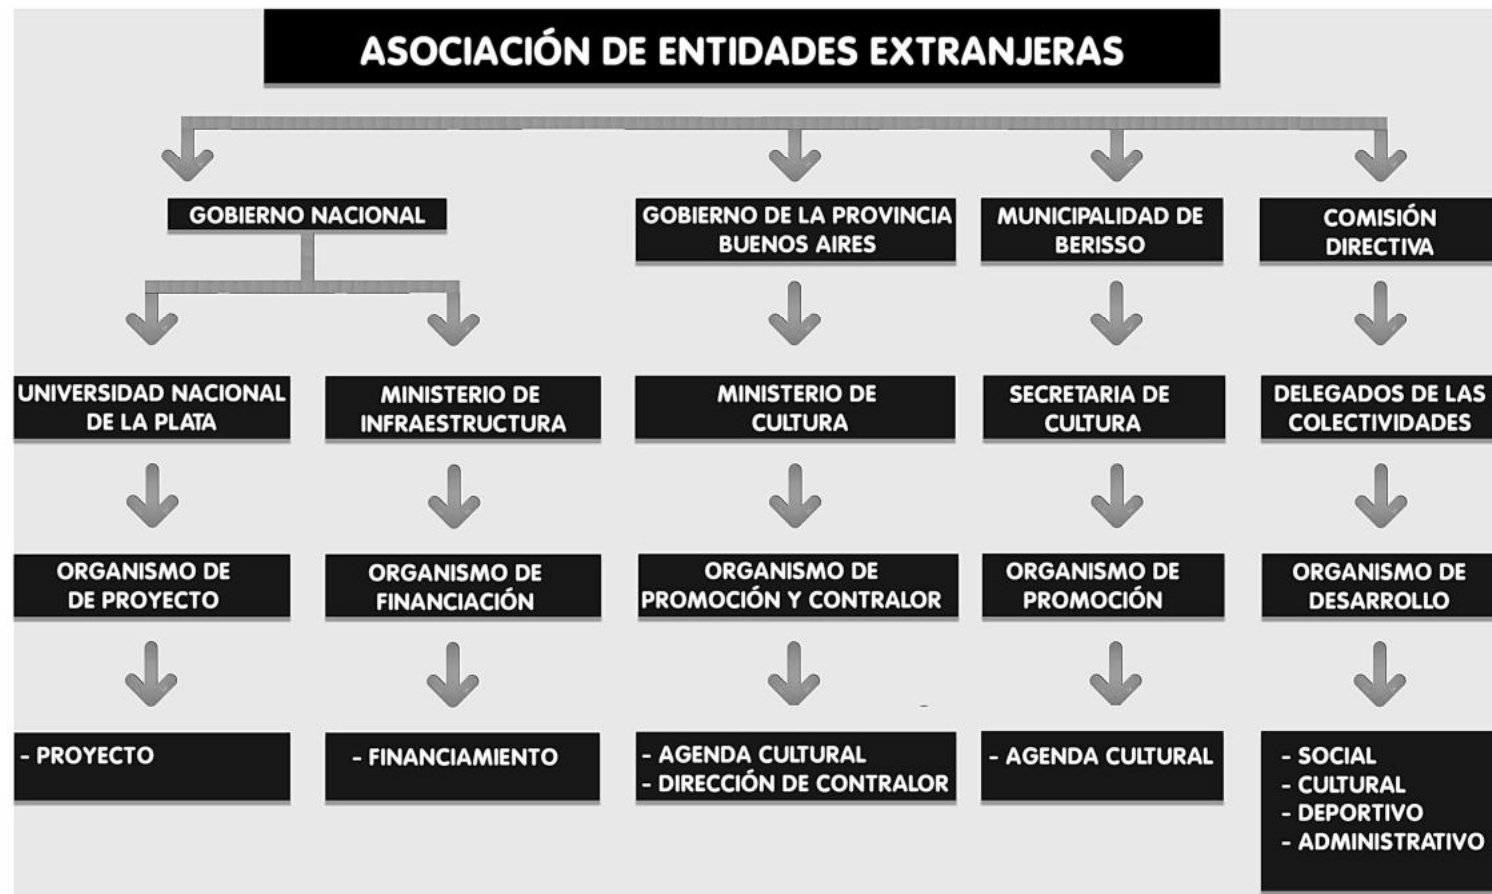 ASOCIACIÓN DE ENTIDADES EXTRANJERAS
GOBIERNO NACIONAL
GOBIERNO DE LA PROVINCIA
BUENOS AIRES
MUNICIPALIDAD DE
BERISSO
COMISIÓN
DIRECTIVA
UNIVERSIDAD NACIONAL
DE LA PLATA
MINISTERIO DE
INFRAESTRUCTURA
MINISTERIO DE
CULTURA
SECRETARIA DE
CULTURA
DELEGADOS DE LAS
COLECTIVIDADES
ORGANISMO DE
DE PROYECTO
ORGANISMO DE
FINANCIACIÓN
ORGANISMO DE
PROMOCIÓN Y CONTRALOR
ORGANISMO DE
PROMOCIÓN
ORGANISMO DE
DESARROLLO
- PROYECTO
- FINANCIAMIENTO
- AGENDA CULTURAL
- DIRECCIÓN DE CONTRALOR
- AGENDA CULTURAL
- SOCIAL
- CULTURAL
- DEPORTIVO
- ADMINISTRATIVO